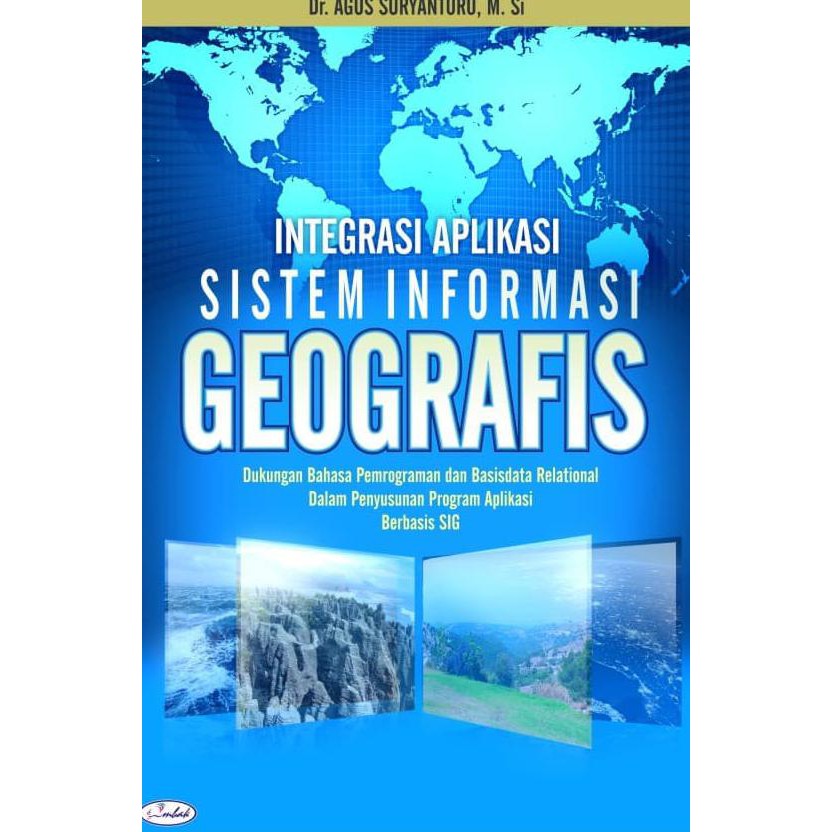 Dr. AGUS SURYANTORO, M. Si
INTEGRASI APLIKASI
SISTEM INFORMASI
GEOGRAFIS
Dukungan Bahasa Pemrograman dan Basisdata Relational
Dalam Penyusunan Program Aplikasi
Berbasis SIG
Ombak